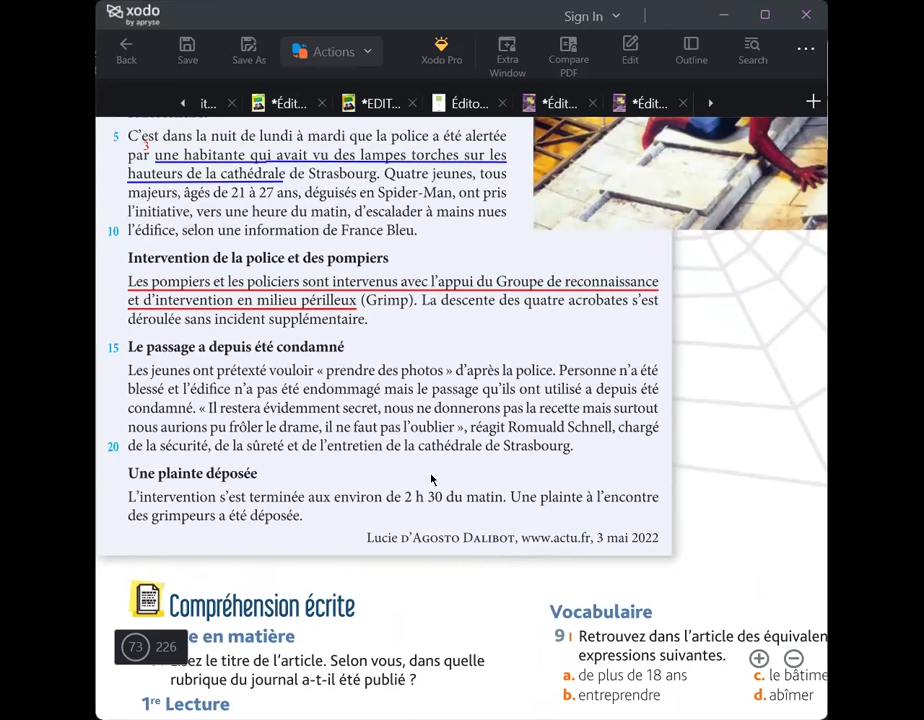 xodo
by apryse
Sign In
Back
Save
Save As
Actions
Xodo Pro
Extra
Window
Compare
PDF
Edit
Outline
Search
it...
*Édit...
*EDIT...
Édito...
*Édit...
*Édit...
5 C'est dans la nuit de lundi à mardi que la police a été alertée
3
par une habitante qui avait vu des lampes torches sur les
hauteurs de la cathédrale de Strasbourg. Quatre jeunes, tous
majeurs, âgés de 21 à 27 ans, déguisés en Spider-Man, ont pris
l'initiative, vers une heure du matin, d'escalader à mains nues
10 l'édifice, selon une information de France Bleu.
Intervention de la police et des pompiers
Les pompiers et les policiers sont intervenus avec l'appui du Groupe de reconnaissance
et d'intervention en milieu périlleux (Grimp). La descente des quatre acrobates s'est
déroulée sans incident supplémentaire.
15 Le passage a depuis été condamné
Les jeunes ont prétexté vouloir « prendre des photos » d'après la police. Personne n'a été
blessé et l'édifice n'a pas été endommagé mais le passage qu'ils ont utilisé a depuis été
condamné. « Il restera évidemment secret, nous ne donnerons pas la recette mais surtout
nous aurions pu frôler le drame, il ne faut pas l'oublier », réagit Romuald Schnell, chargé
20 de la sécurité, de la sûreté et de l'entretien de la cathédrale de Strasbourg.
Une plainte déposée
L'intervention s'est terminée aux environ de 2 h 30 du matin. Une plainte à l'encontre
des grimpeurs a été déposée.
Lucie D'AGOSTO DALIBOT, www.actu.fr, 3 mai 2022
Compréhension écrite
e en matière
73 226
sez le titre de l'article. Selon vous, dans quelle
rubrique du journal a-t-il été publié ?
1re Lecture
Vocabulaire
9 Retrouvez dans l'article des équivalen
expressions suivantes.
a. de plus de 18 ans
c. le bâtime
b. entreprendre
d. abîmer